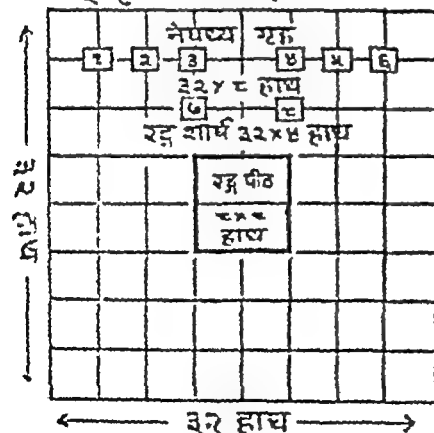 नेपथ्य गृह
१ २ ३ ४ ५ ६
३२×८ हाथ
७ ८
रङ्ग शीर्ष ३२×४ हाथ
रङ्ग पीठ
८×८
हाथ
३२ हाथ
३२ हाथ